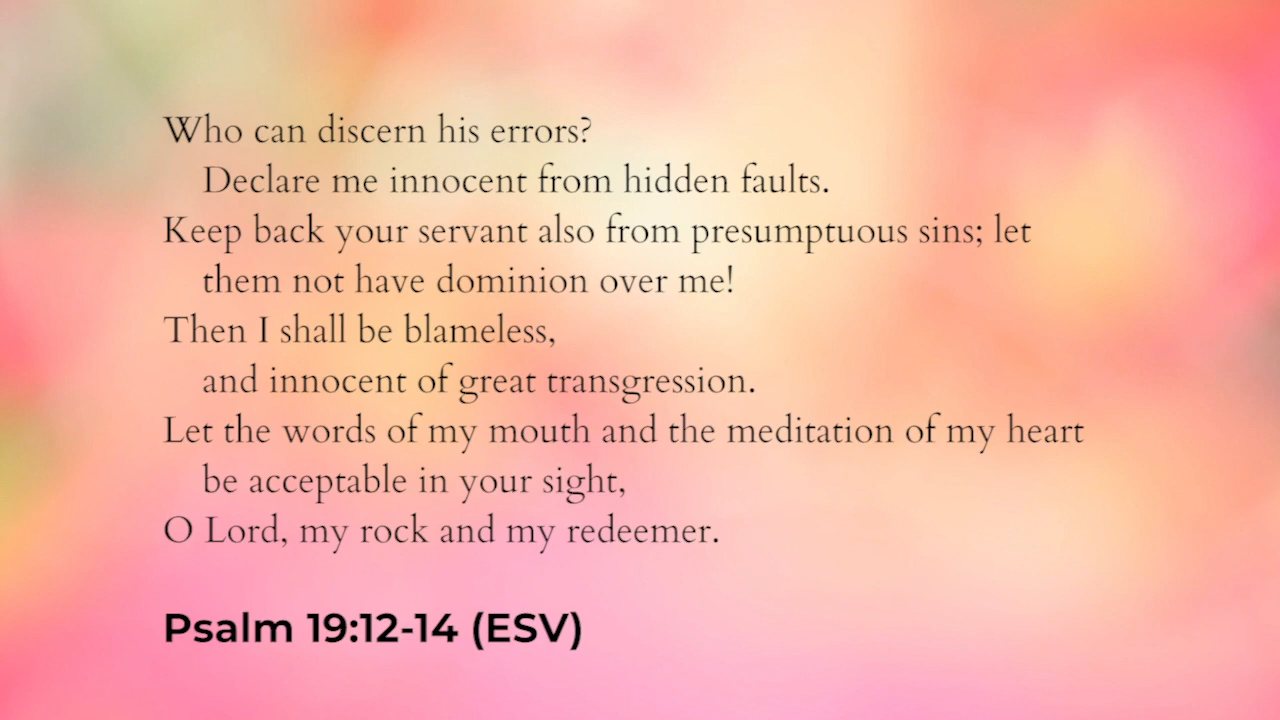 Who can discern his errors?
Declare me innocent from hidden faults.
Keep back your servant also from presumptuous sins; let
them not have dominion over me!
Then I shall be blameless,
and innocent of great transgression.
Let the words of my mouth and the meditation of my heart
be acceptable in your sight,
O Lord, my rock and my redeemer.
Psalm 19:12-14 (ESV)